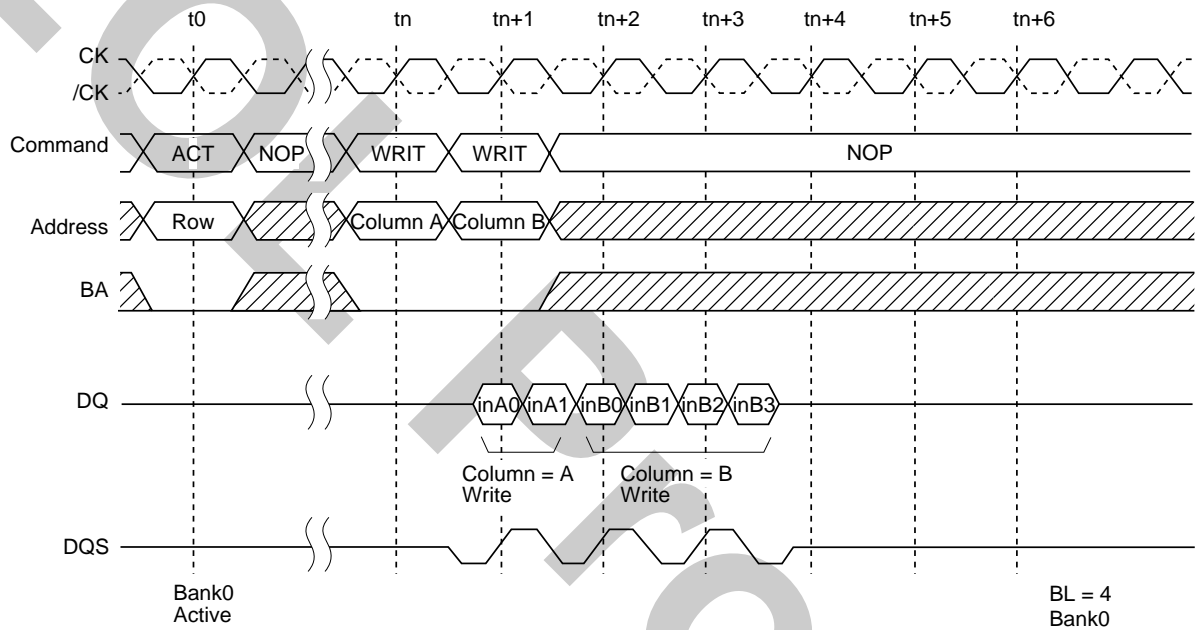 t0 tn tn+1 tn+2 tn+3 tn+4 tn+5 tn+6
CK
/CK
Command ACT NOP WRIT WRIT NOP
Address Row Column A Column B
BA
DQ inA0 inA1 inB0 inB1 inB2 inB3
Column = A Column = B
Write Write
DQS
Bank0 BL = 4
Active Bank0